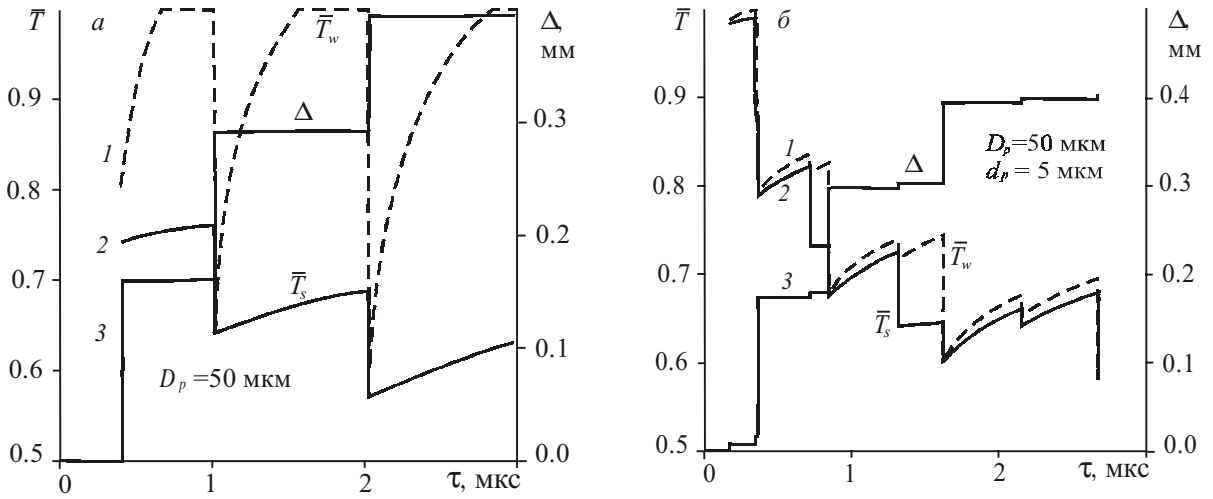 T̅ а T̅w Δ, мм
0.9
0.3
Δ
1
0.8
2
0.2
0.7
T̅s
3
0.1
0.6
Dp =50 мкм
0.5 0.0
0 1 2 τ, мкс
T̅ б Δ, мм
0.9 0.4
Dp=50 мкм
1 Δ dp = 5 мкм
0.8 2 0.3
T̅w
0.7 3 0.2
T̅s
0.6 0.1
0.5 0.0
0 1 2 τ, мкс